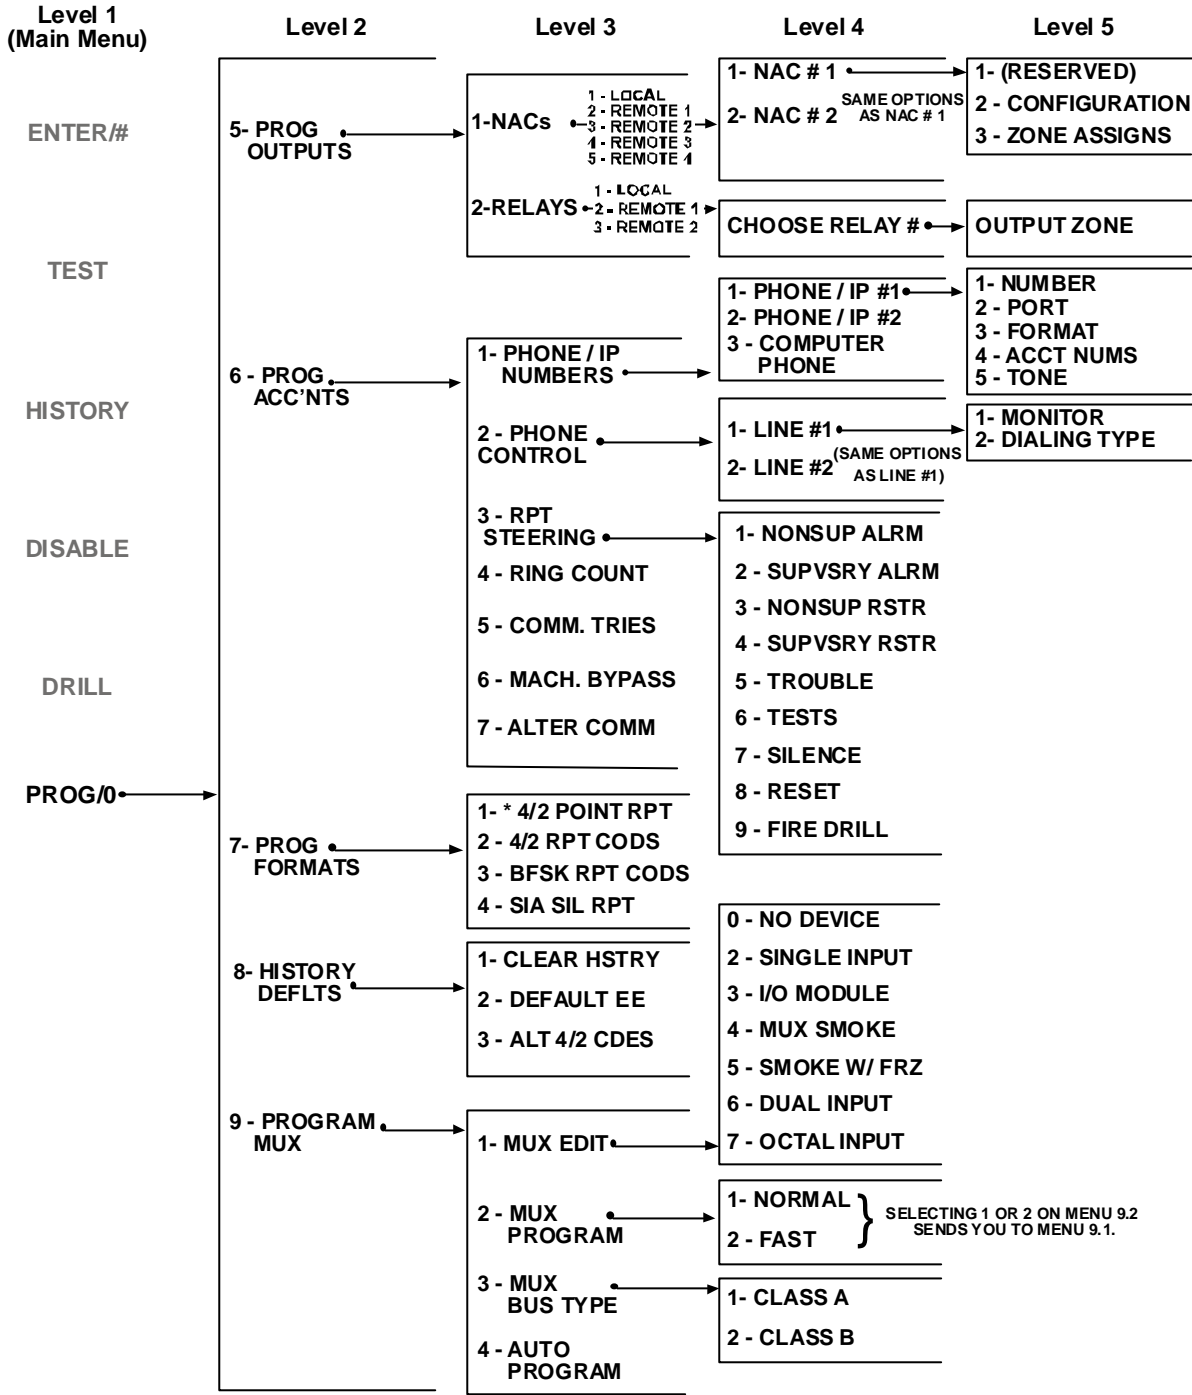 Level 1
(Main Menu)
Level 2
Level 3
Level 4
Level 5
ENTER/#
TEST
HISTORY
DISABLE
DRILL
PROG/0
5- PROG
OUTPUTS
6 - PROG
ACC'NTS
7- PROG
FORMATS
8- HISTORY
DEFLTS
9 - PROGRAM
MUX
1-NACs
1 - LOCAL
2 - REMOTE 1
3 - REMOTE 2
4 - REMOTE 3
5 - REMOTE 4
2-RELAYS
1 - LOCAL
2 - REMOTE 1
3 - REMOTE 2
1- PHONE / IP
NUMBERS
2 - PHONE
CONTROL
3 - RPT
STEERING
4 - RING COUNT
5 - COMM. TRIES
6 - MACH. BYPASS
7 - ALTER COMM
1- * 4/2 POINT RPT
2 - 4/2 RPT CODS
3 - BFSK RPT CODS
4 - SIA SIL RPT
1- CLEAR HSTRY
2 - DEFAULT EE
3 - ALT 4/2 CDES
1- MUX EDIT
2 - MUX
PROGRAM
3 - MUX
BUS TYPE
4 - AUTO
PROGRAM
1- NAC # 1
2- NAC # 2
SAME OPTIONS
AS NAC # 1
CHOOSE RELAY #
1- PHONE / IP #1
2- PHONE / IP #2
3 - COMPUTER
PHONE
1- LINE #1
2- LINE #2
(SAME OPTIONS
AS LINE #1)
1- NONSUP ALRM
2 - SUPVSRY ALRM
3 - NONSUP RSTR
4 - SUPVSRY RSTR
5 - TROUBLE
6 - TESTS
7 - SILENCE
8 - RESET
9 - FIRE DRILL
0 - NO DEVICE
2 - SINGLE INPUT
3 - I/O MODULE
4 - MUX SMOKE
5 - SMOKE W/ FRZ
6 - DUAL INPUT
7 - OCTAL INPUT
1- NORMAL
2 - FAST
}
SELECTING 1 OR 2 ON MENU 9.2
SENDS YOU TO MENU 9.1.
1- CLASS A
2 - CLASS B
1- (RESERVED)
2 - CONFIGURATION
3 - ZONE ASSIGNS
OUTPUT ZONE
1- NUMBER
2 - PORT
3 - FORMAT
4 - ACCT NUMS
5 - TONE
1- MONITOR
2- DIALING TYPE